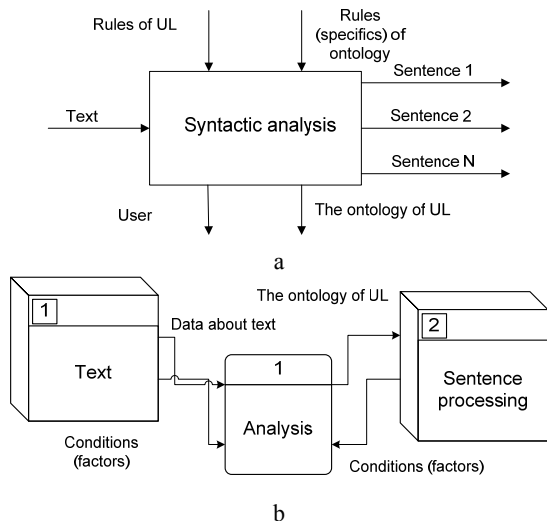 Rules of UL
Rules
(specifics) of
ontology
Sentence 1
Text
Syntactic analysis
Sentence 2
Sentence N
User
The ontology of UL
a
The ontology of UL
1
Data about text
2
Text
1
Sentence
processing
Analysis
Conditions
(factors)
Conditions (factors)
b